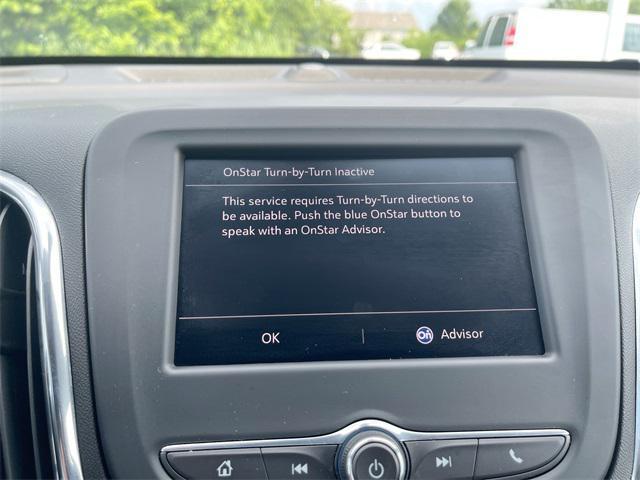 OnStar Turn-by-Turn Inactive
This service requires Turn-by-Turn directions to
be available. Push the blue OnStar button to
speak with an OnStar Advisor.
OK
On Advisor